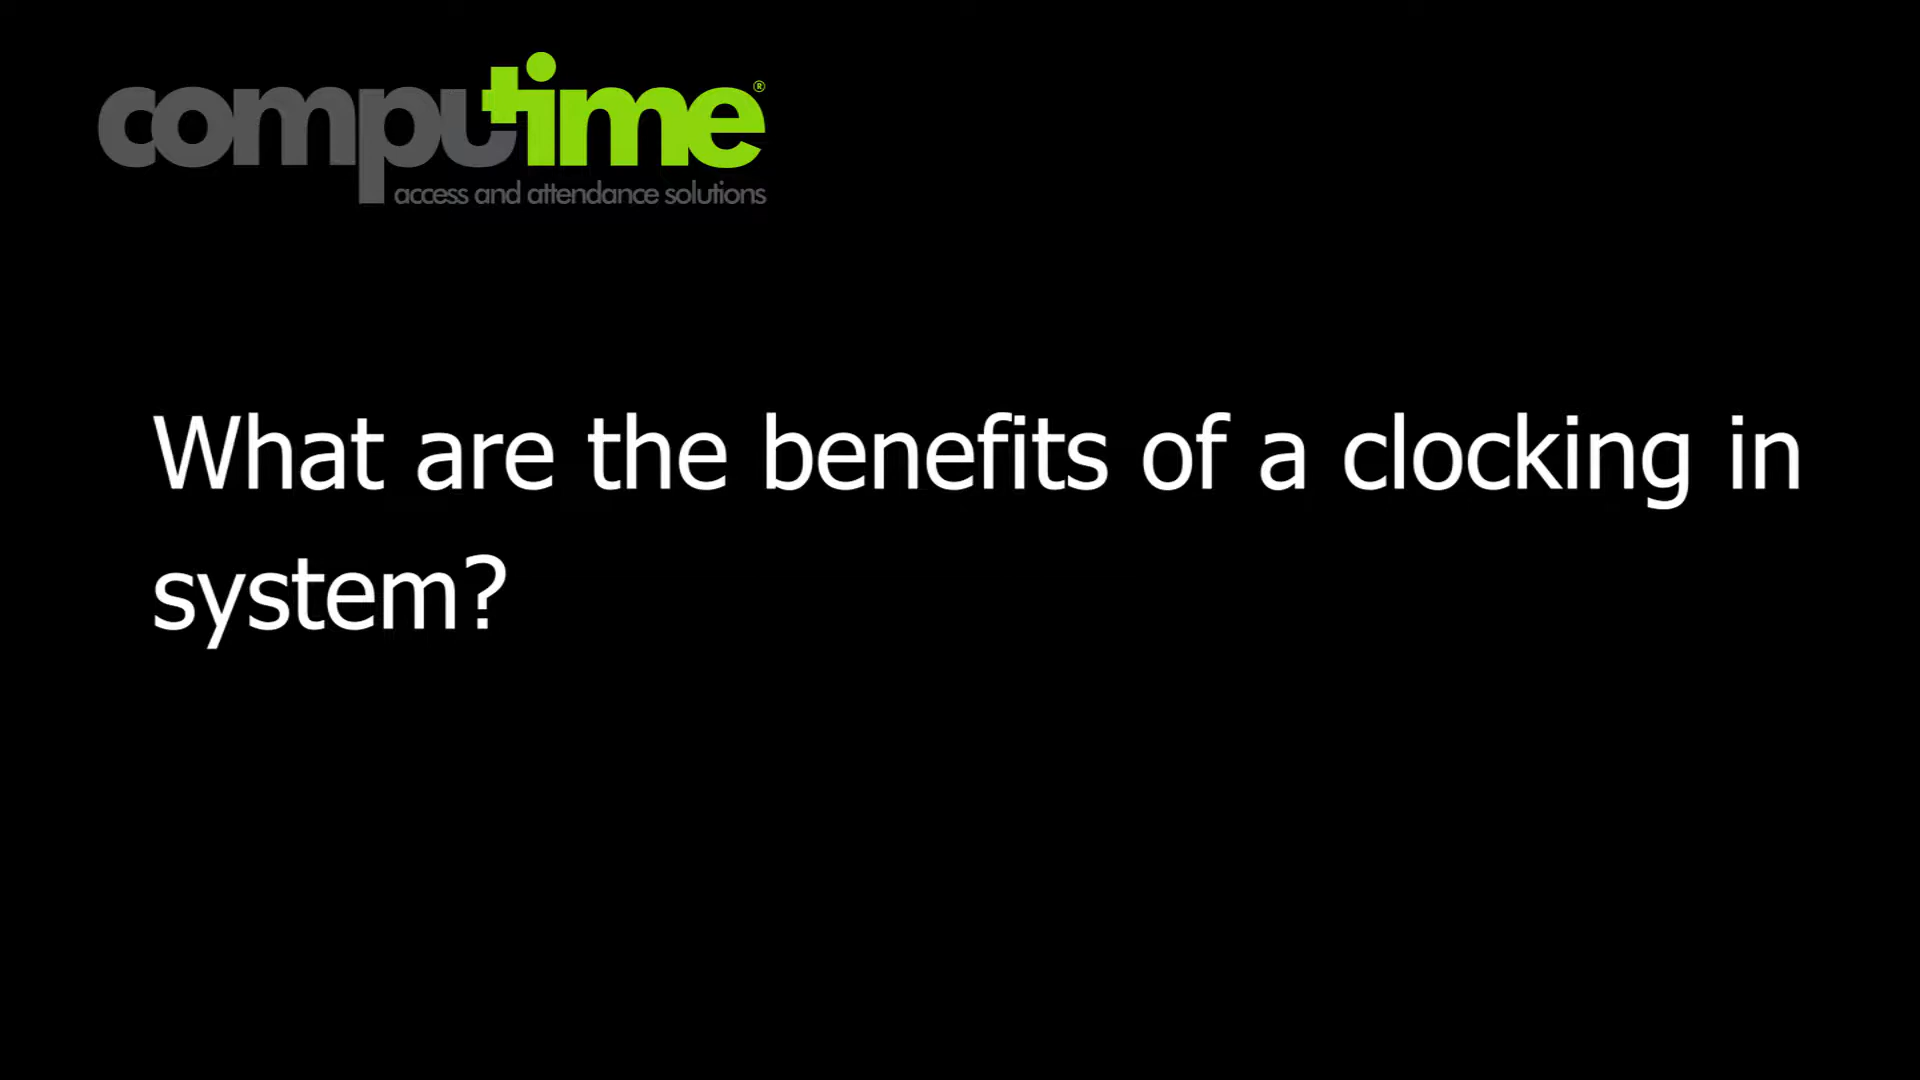 computime®
access and attendance solutions
What are the benefits of a clocking in
system?